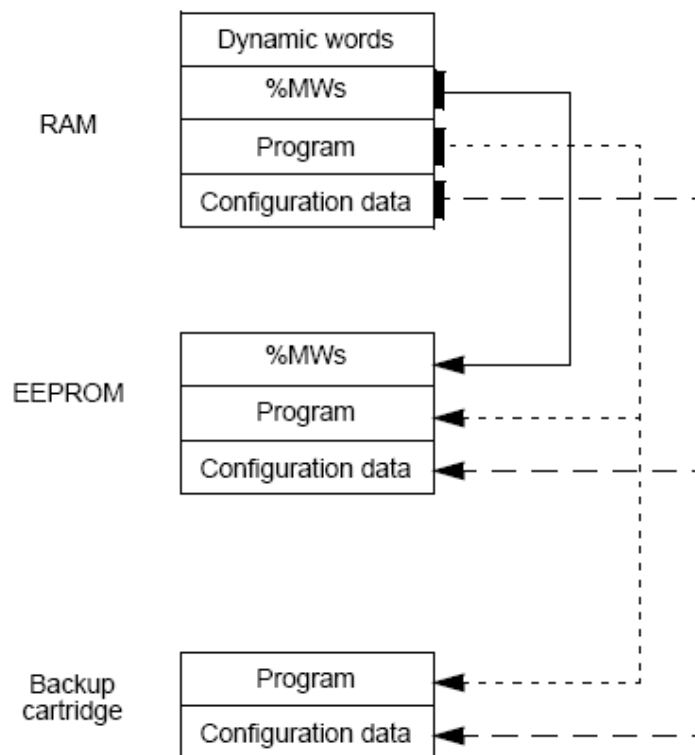 Dynamic words
%MWs
RAM
Program
Configuration data
%MWs
EEPROM
Program
Configuration data
Program
Backup
cartridge
Configuration data